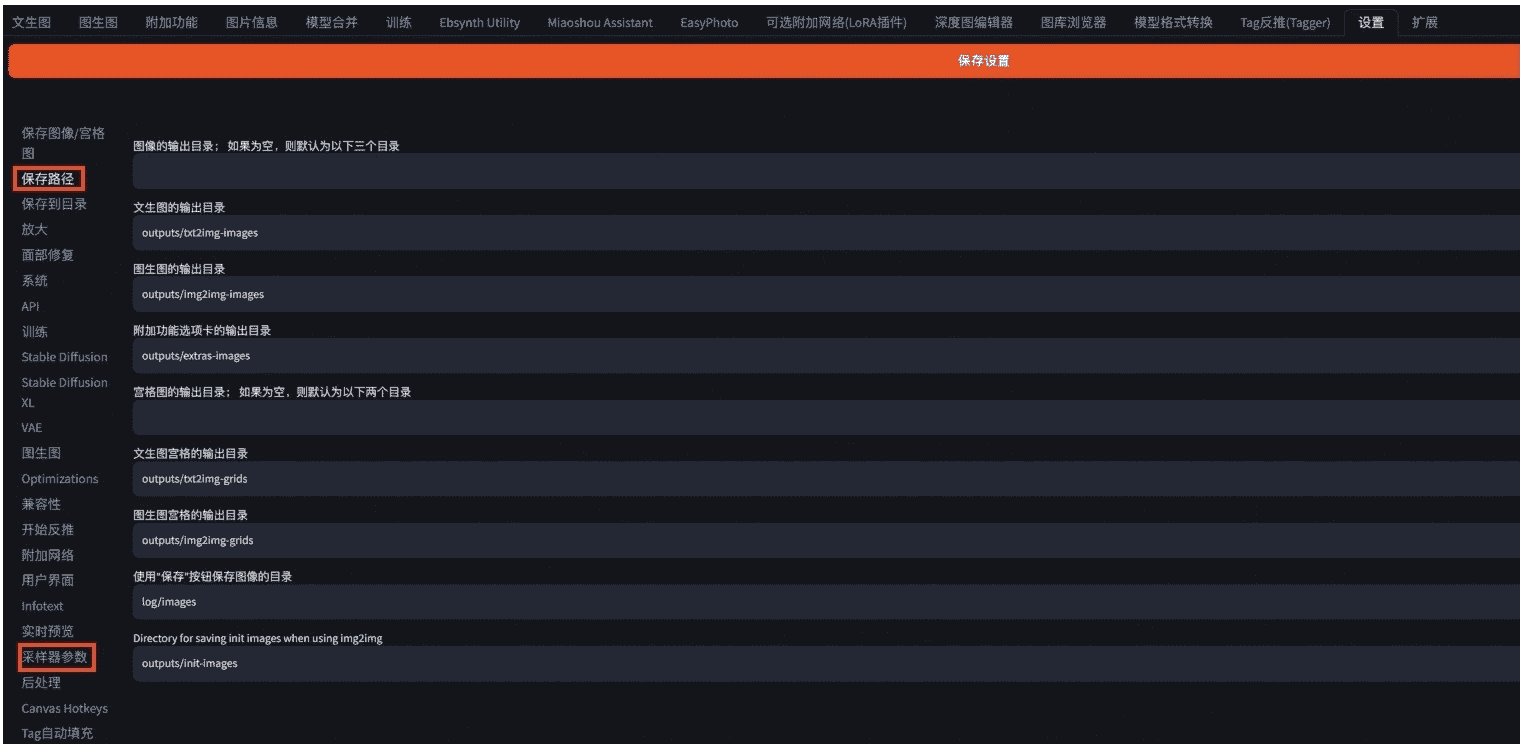 文生图 图生图 附加功能 图片信息 模型合并 训练 Ebsynth Utility Miaoshou Assistant EasyPhoto 可选附加网络(LoRA插件) 深度图编辑器 图库浏览器 模型格式转换 Tag反推(Tagger) 设置 扩展
保存设置
保存图像/宫格
图
保存路径
保存到目录
放大
面部修复
系统
API
训练
Stable Diffusion
Stable Diffusion
XL
VAE
图生图
Optimizations
兼容性
开始反推
附加网络
用户界面
Infotext
实时预览
采样器参数
后处理
Canvas Hotkeys
Tag自动填充
图像的输出目录； 如果为空，则默认为以下三个目录
文生图的输出目录
outputs/txt2img-images
图生图的输出目录
outputs/img2img-images
附加功能选项卡的输出目录
outputs/extras-images
宫格图的输出目录； 如果为空，则默认为以下两个目录
文生图宫格的输出目录
outputs/txt2img-grids
图生图宫格的输出目录
outputs/img2img-grids
使用"保存"按钮保存图像的目录
log/images
Directory for saving init images when using img2img
outputs/init-images